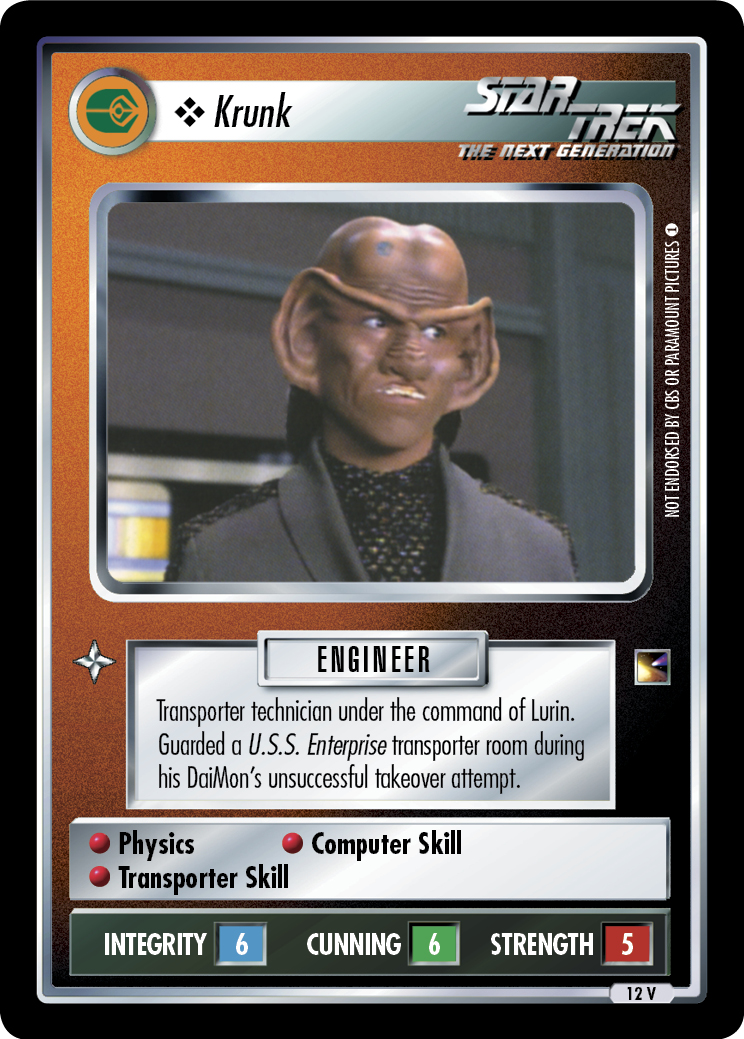 ❖ Krunk
STAR TREK
THE NEXT GENERATION
NOT ENDORSED BY CBS OR PARAMOUNT PICTURES 1
ENGINEER
Transporter technician under the command of Lurin.
Guarded a U.S.S. Enterprise transporter room during
his DaiMon's unsuccessful takeover attempt.
Physics Computer Skill
Transporter Skill
INTEGRITY 6 CUNNING 6 STRENGTH 5
12 V